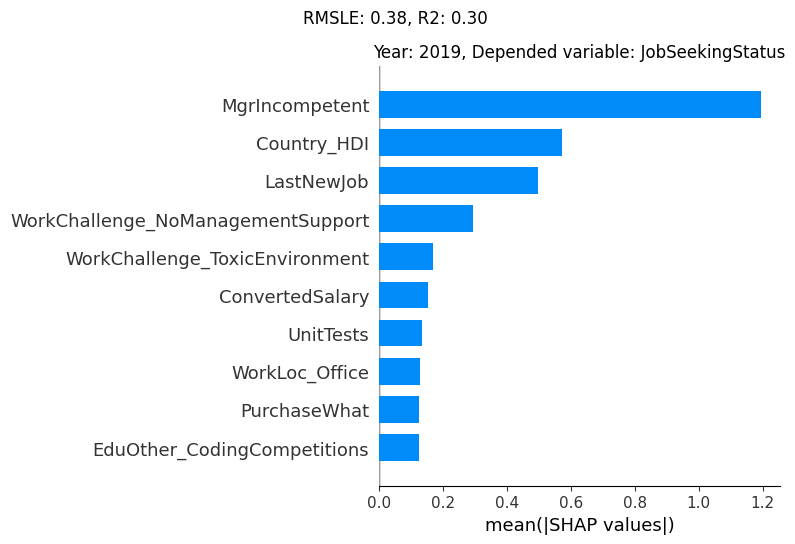 RMSLE: 0.38, R2: 0.30
Year: 2019, Depended variable: JobSeekingStatus
MgrIncompetent
Country_HDI
LastNewJob
WorkChallenge_NoManagementSupport
WorkChallenge_ToxicEnvironment
ConvertedSalary
UnitTests
WorkLoc_Office
PurchaseWhat
EduOther_CodingCompetitions
0.0 0.2 0.4 0.6 0.8 1.0 1.2
mean(|SHAP values|)